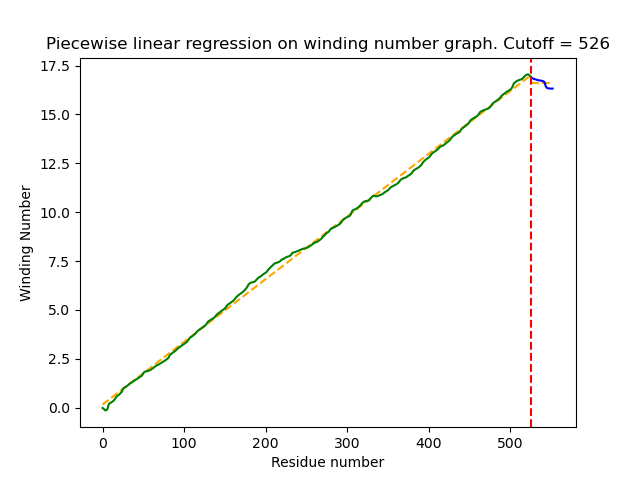 Piecewise linear regression on winding number graph. Cutoff = 526
17.5
15.0
12.5
10.0
7.5
5.0
2.5
0.0
Winding Number
0 100 200 300 400 500
Residue number